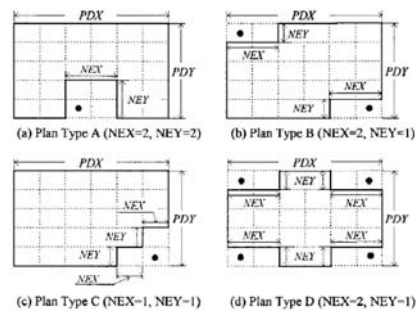 PDX
PDY
NEX
NEY
(a) Plan Type A (NEX=2, NEY=2)
PDX
NEY
PDY
NEX
NEX
NEY
(b) Plan Type B (NEX=2, NEY=1)
PDX
PDY
NEX
NEY
NEY
NEX
(c) Plan Type C (NEX=1, NEY=1)
PDX
NEY
NEY
NEX
NEX
PDY
NEX
NEX
NEY
NEY
(d) Plan Type D (NEX=2, NEY=1)